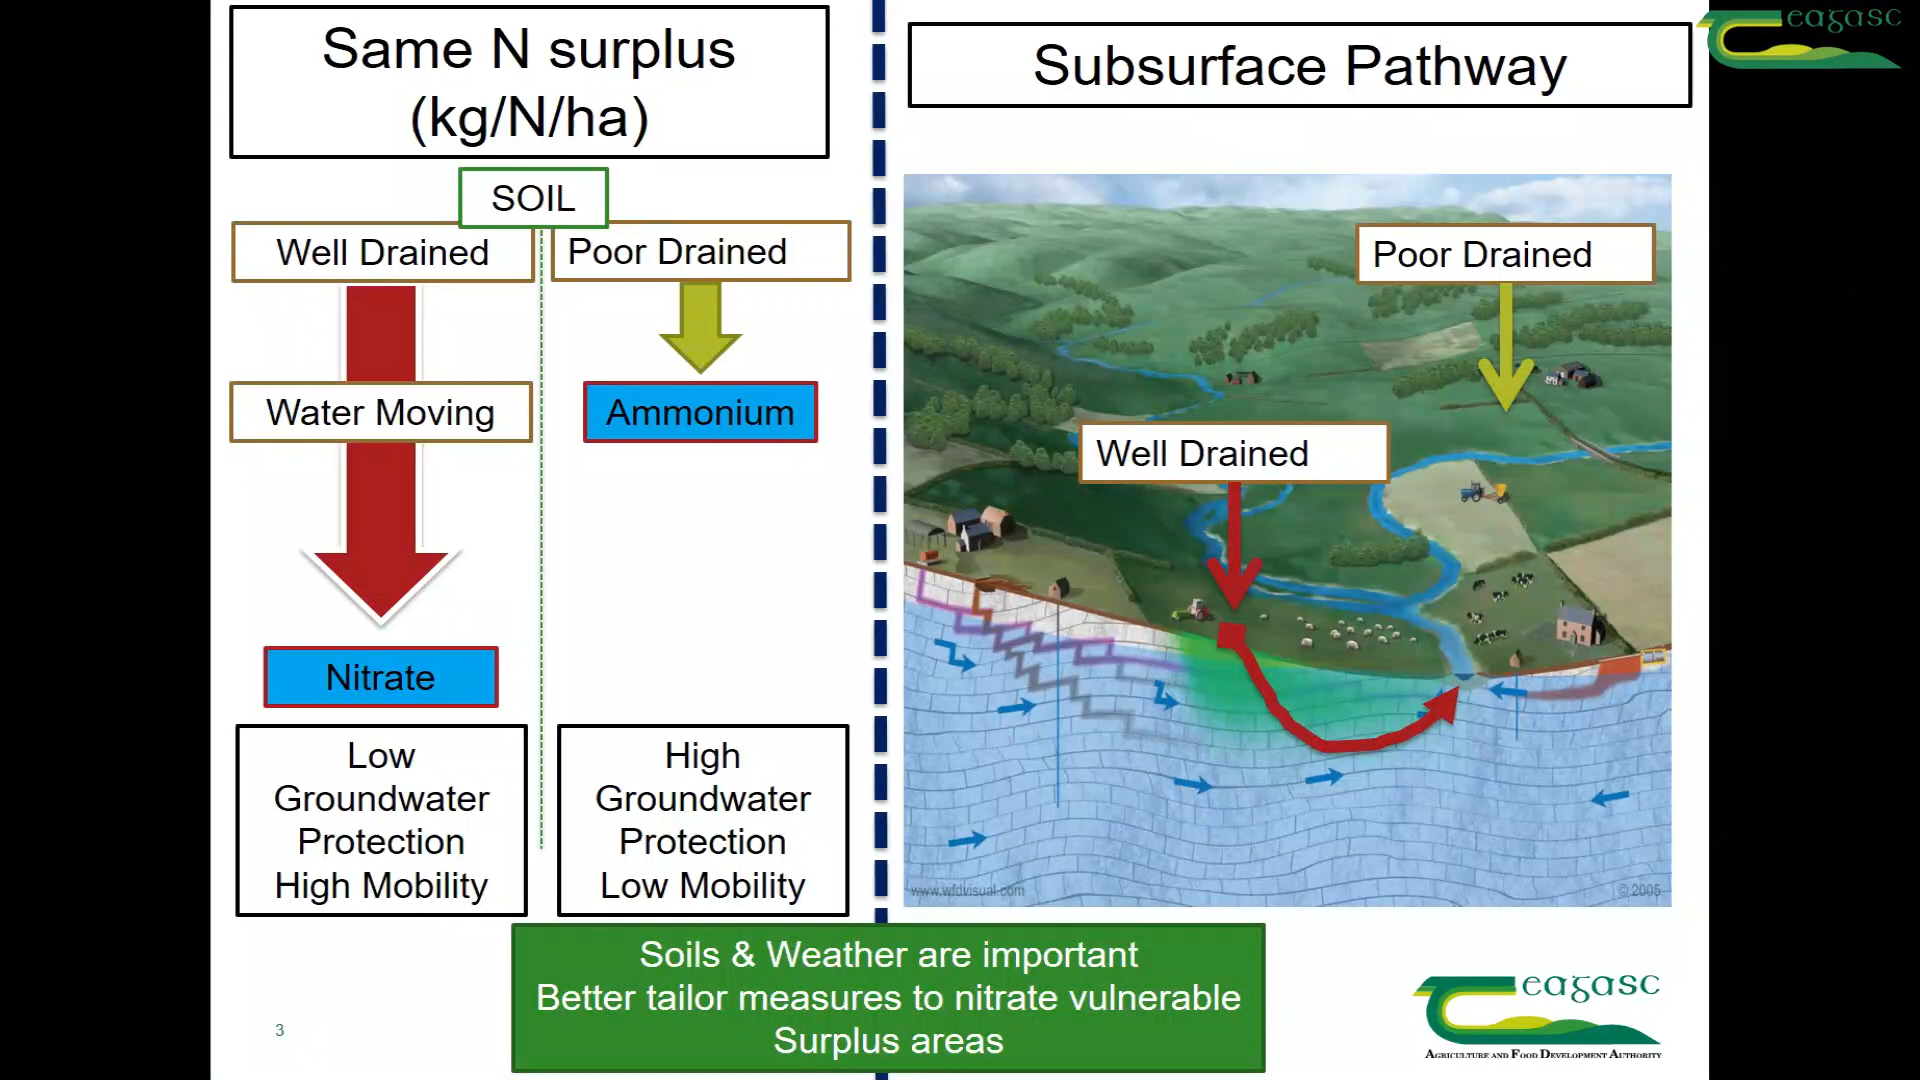 Same N surplus
(kg/N/ha)
SOIL
Well Drained
Poor Drained
Water Moving
Ammonium
Nitrate
Low
Groundwater
Protection
High Mobility
High
Groundwater
Protection
Low Mobility
Subsurface Pathway
Poor Drained
Well Drained
www.wfdvisual.com
© 2005
Soils & Weather are important
Better tailor measures to nitrate vulnerable
Surplus areas
3
eagasc
AGRICULTURE AND FOOD DEVELOPMENT AUTHORITY
eagasc